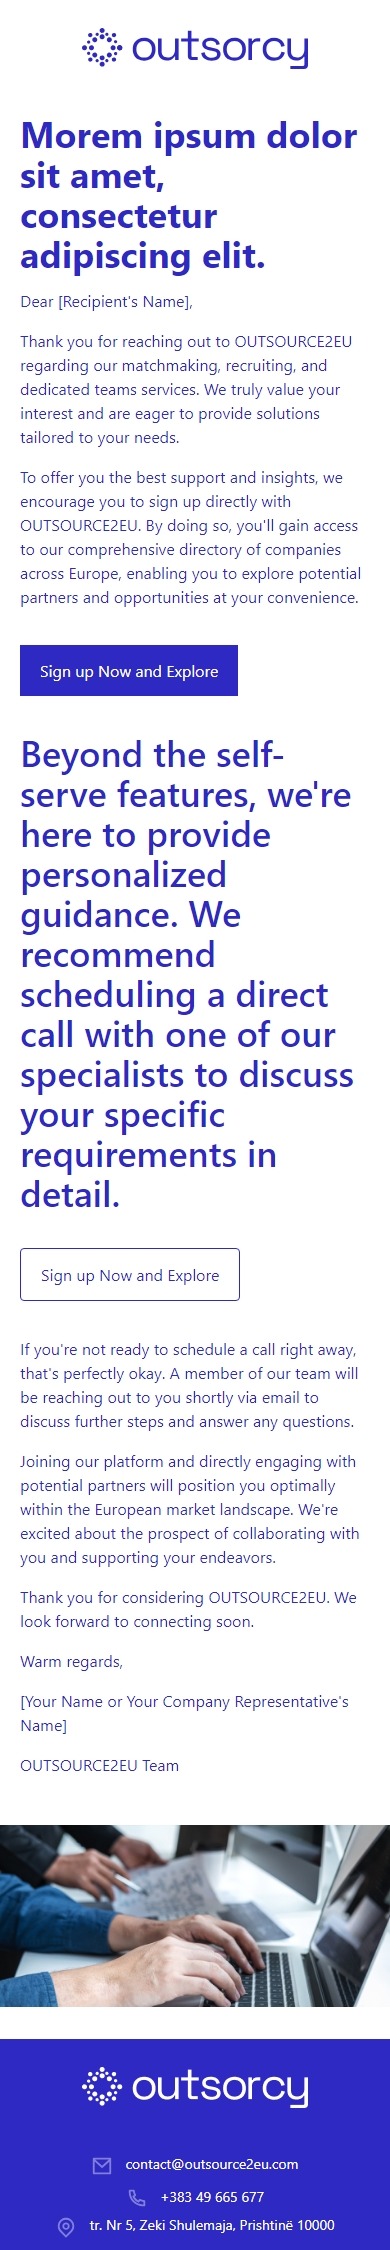 outsorcy
Morem ipsum dolor
sit amet,
consectetur
adipiscing elit.
Dear [Recipient's Name],
Thank you for reaching out to OUTSOURCE2EU
regarding our matchmaking, recruiting, and
dedicated teams services. We truly value your
interest and are eager to provide solutions
tailored to your needs.
To offer you the best support and insights, we
encourage you to sign up directly with
OUTSOURCE2EU. By doing so, you'll gain access
to our comprehensive directory of companies
across Europe, enabling you to explore potential
partners and opportunities at your convenience.
Sign up Now and Explore
Beyond the self-
serve features, we're
here to provide
personalized
guidance. We
recommend
scheduling a direct
call with one of our
specialists to discuss
your specific
requirements in
detail.
Sign up Now and Explore
If you're not ready to schedule a call right away,
that's perfectly okay. A member of our team will
be reaching out to you shortly via email to
discuss further steps and answer any questions.
Joining our platform and directly engaging with
potential partners will position you optimally
within the European market landscape. We're
excited about the prospect of collaborating with
you and supporting your endeavors.
Thank you for considering OUTSOURCE2EU. We
look forward to connecting soon.
Warm regards,
[Your Name or Your Company Representative's
Name]
OUTSOURCE2EU Team
outsorcy
contact@outsource2eu.com
+383 49 665 677
tr. Nr 5, Zeki Shulemaja, Prishtinë 10000